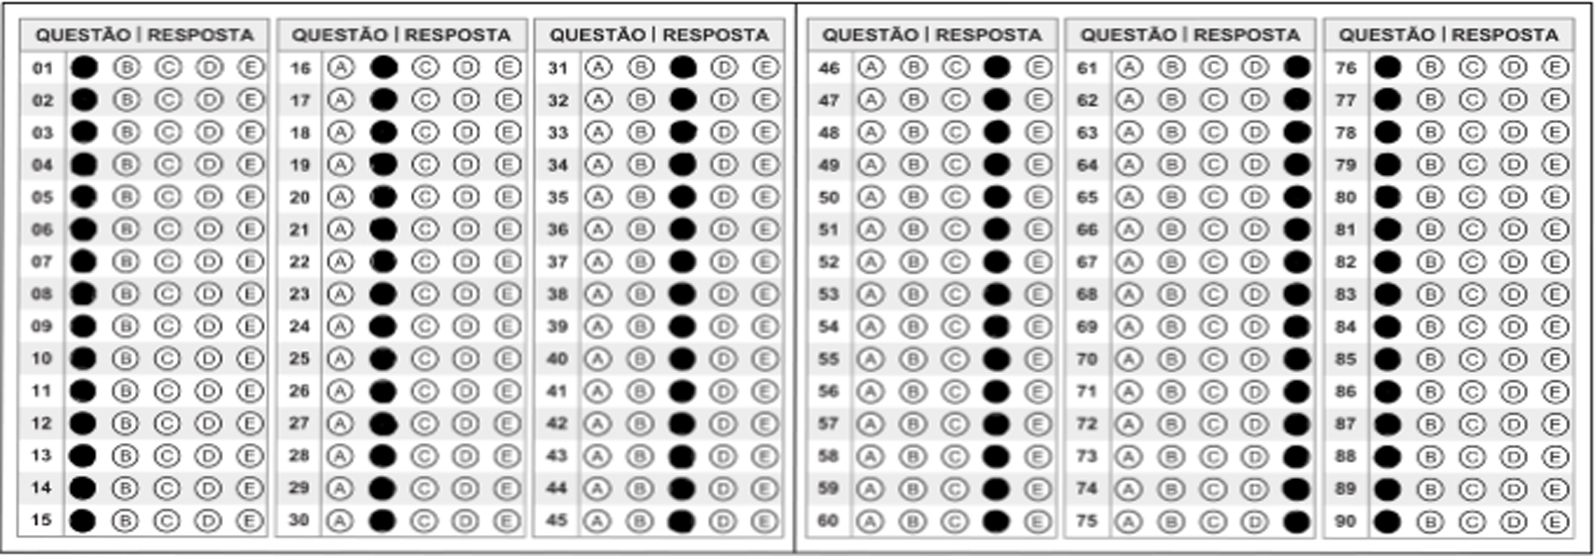 QUESTÃO | RESPOSTA
01 B C D E
02 B C D E
03 B C D E
04 B C D E
05 B C D E
06 B C D E
07 B C D E
08 B C D E
09 B C D E
10 B C D E
11 B C D E
12 B C D E
13 B C D E
14 B C D E
15 B C D E
QUESTÃO | RESPOSTA
16 A C D E
17 A C D E
18 A C D E
19 A C D E
20 A C D E
21 A C D E
22 A C D E
23 A C D E
24 A C D E
25 A C D E
26 A C D E
27 A C D E
28 A C D E
29 A C D E
30 A C D E
QUESTÃO | RESPOSTA
31 A B D E
32 A B D E
33 A B D E
34 A B D E
35 A B D E
36 A B D E
37 A B D E
38 A B D E
39 A B D E
40 A B D E
41 A B D E
42 A B D E
43 A B D E
44 A B D E
45 A B D E
QUESTÃO | RESPOSTA
46 A B C E
47 A B C E
48 A B C E
49 A B C E
50 A B C E
51 A B C E
52 A B C E
53 A B C E
54 A B C E
55 A B C E
56 A B C E
57 A B C E
58 A B C E
59 A B C E
60 A B C E
QUESTÃO | RESPOSTA
61 A B C D
62 A B C D
63 A B C D
64 A B C D
65 A B C D
66 A B C D
67 A B C D
68 A B C D
69 A B C D
70 A B C D
71 A B C D
72 A B C D
73 A B C D
74 A B C D
75 A B C D
QUESTÃO | RESPOSTA
76 B C D E
77 B C D E
78 B C D E
79 B C D E
80 B C D E
81 B C D E
82 B C D E
83 B C D E
84 B C D E
85 B C D E
86 B C D E
87 B C D E
88 B C D E
89 B C D E
90 B C D E